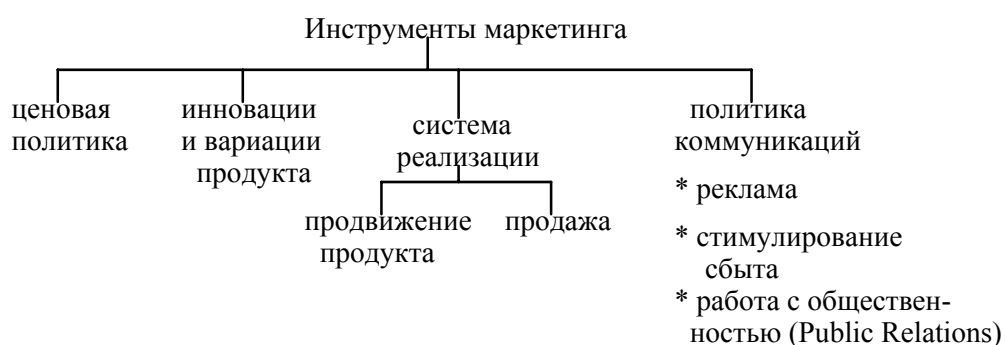 Инструменты маркетинга
ценовая
политика
инновации
и вариации
продукта
система
реализации
продвижение
продукта
продажа
политика
коммуникаций
* реклама
* стимулирование
сбыта
* работа с обществен-
ностью (Public Relations)